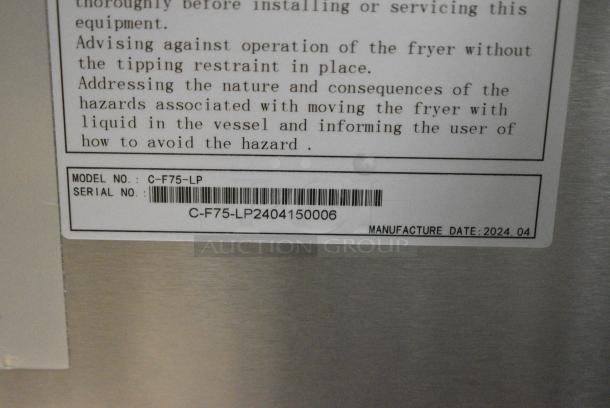 thoroughly before installing or servicing this
equipment.
Advising against operation of the fryer without
the tipping restraint in place.
Addressing the nature and consequences of the
hazards associated with moving the fryer with
liquid in the vessel and informing the user of
how to avoid the hazard .
MODEL NO.: C-F75-LP
SERIAL NO.:
C-F75-LP2404150006
AUCTION GROUP
MANUFACTURE DATE:2024.04